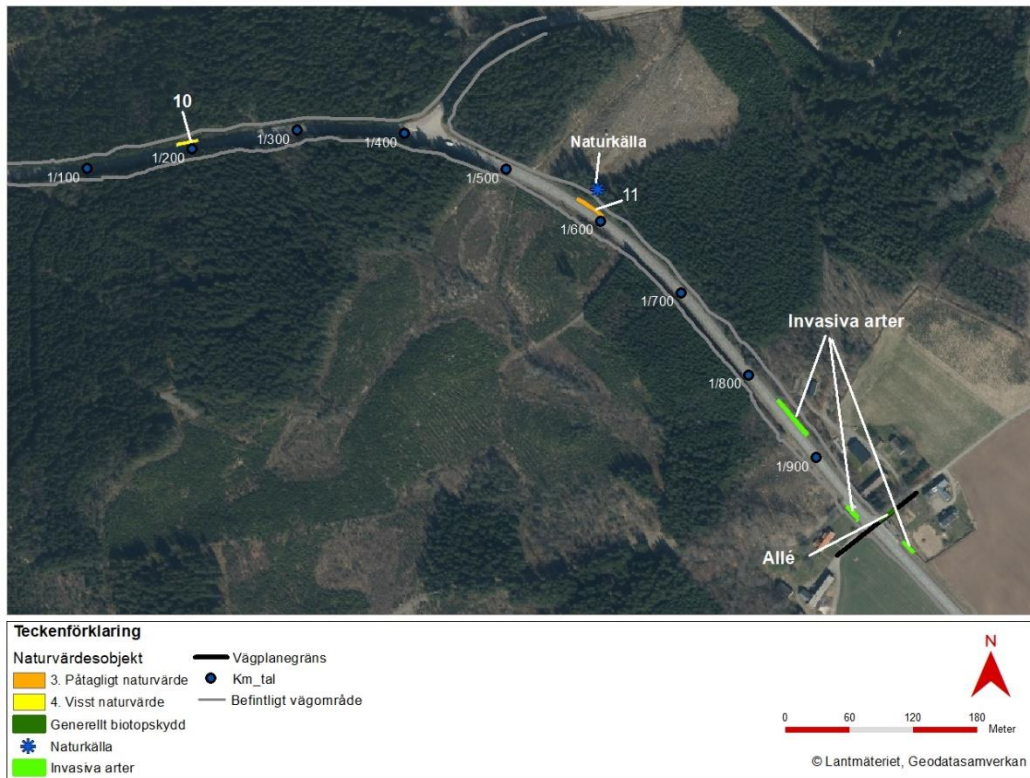 10
1/300
1/400
1/200
1/100
Naturkälla
1/500
11
1/600
1/700
Invasiva arter
1/800
1/900
Allé
Teckenförklaring
Naturvärdesobjekt
3. Påtagligt naturvärde
4. Visst naturvärde
Generellt biotopskydd
Naturkälla
Invasiva arter
Vägplanegräns
Km_tal
Befintligt vägområde
N
0 60 120 180
Meter
© Lantmäteriet, Geodatasamverkan